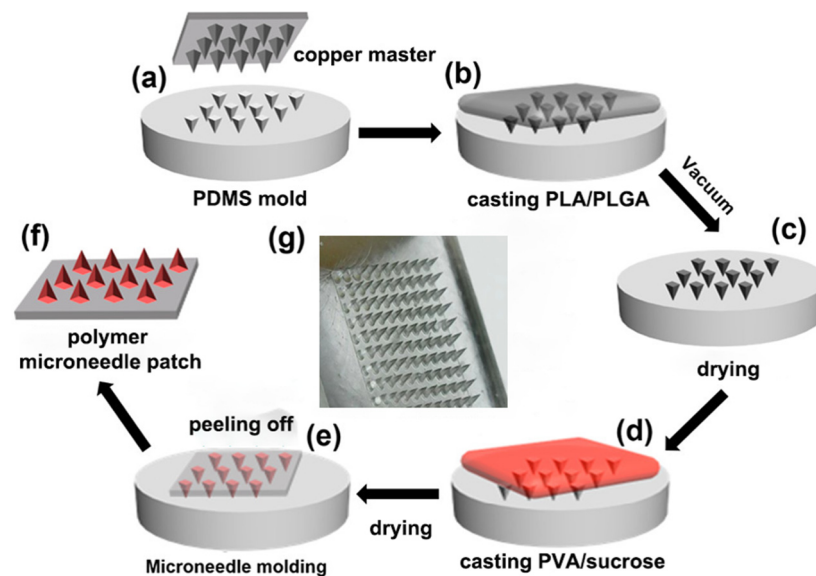 (a)
copper master
PDMS mold
(b)
casting PLA/PLGA
Vacuum
(c)
drying
(d)
casting PVA/sucrose
drying
(e)
peeling off
Microneedle molding
(f)
polymer
microneedle patch
(g)